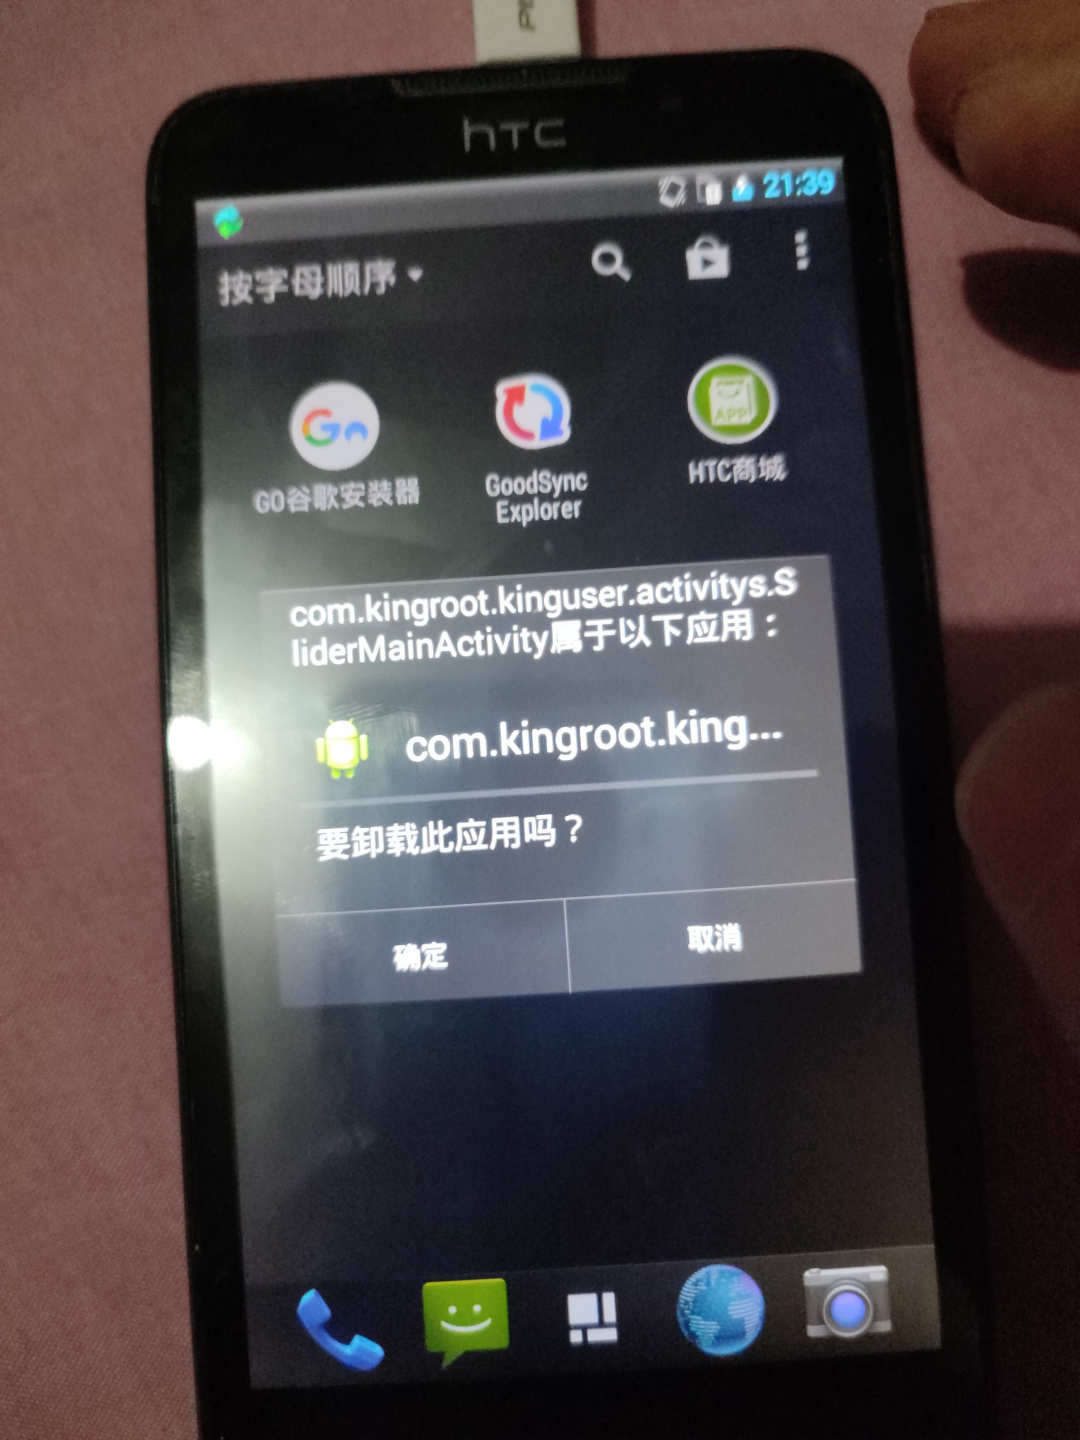 hTC
21:39
按字母顺序
GO谷歌安装器
GoodSync
Explorer
APP
HTC商城
com.kingroot.kinguser.activitys.S
liderMainActivity属于以下应用：
com.kingroot.king...
要卸载此应用吗？
确定
取消